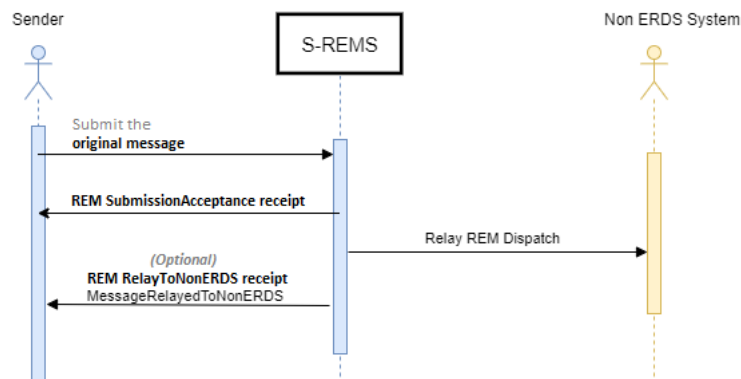 Sender
S-REMS
Non ERDS System
Submit the
original message
REM SubmissionAcceptance receipt
Relay REM Dispatch
(Optional)
REM RelayToNonERDS receipt
MessageRelayedToNonERDS